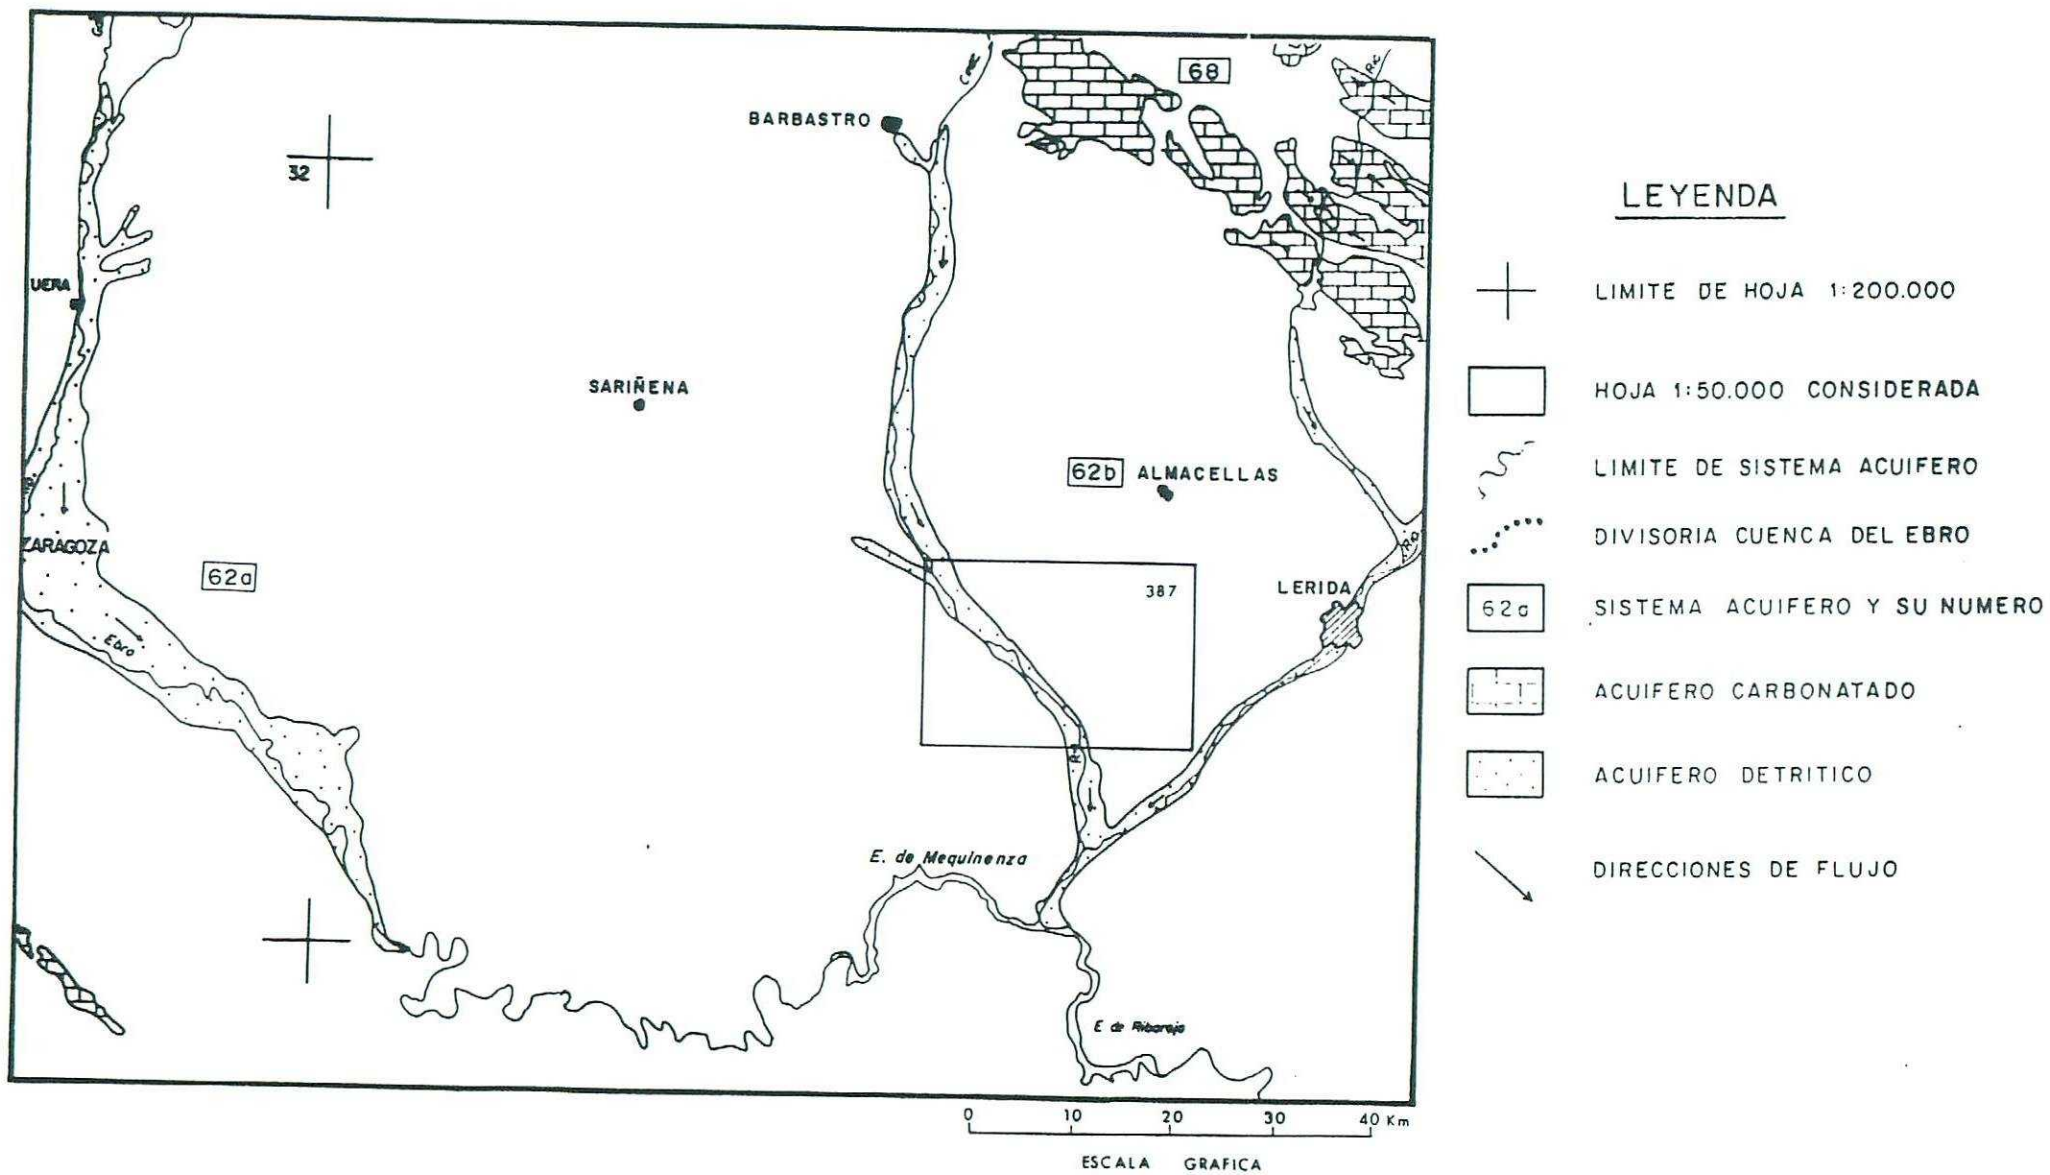 68
BARBASTRO
32
UERA
SARIÑENA
62b ALMACELLAS
ZARAGOZA
62a
387
LERIDA
Ebro
E. de Mequinenza
E de Ribaroja
0 10 20 30 40 Km
ESCALA GRAFICA
LEYENDA
LIMITE DE HOJA 1:200.000
HOJA 1:50.000 CONSIDERADA
LIMITE DE SISTEMA ACUIFERO
DIVISORIA CUENCA DEL EBRO
62a SISTEMA ACUIFERO Y SU NUMERO
ACUIFERO CARBONATADO
ACUIFERO DETRITICO
DIRECCIONES DE FLUJO